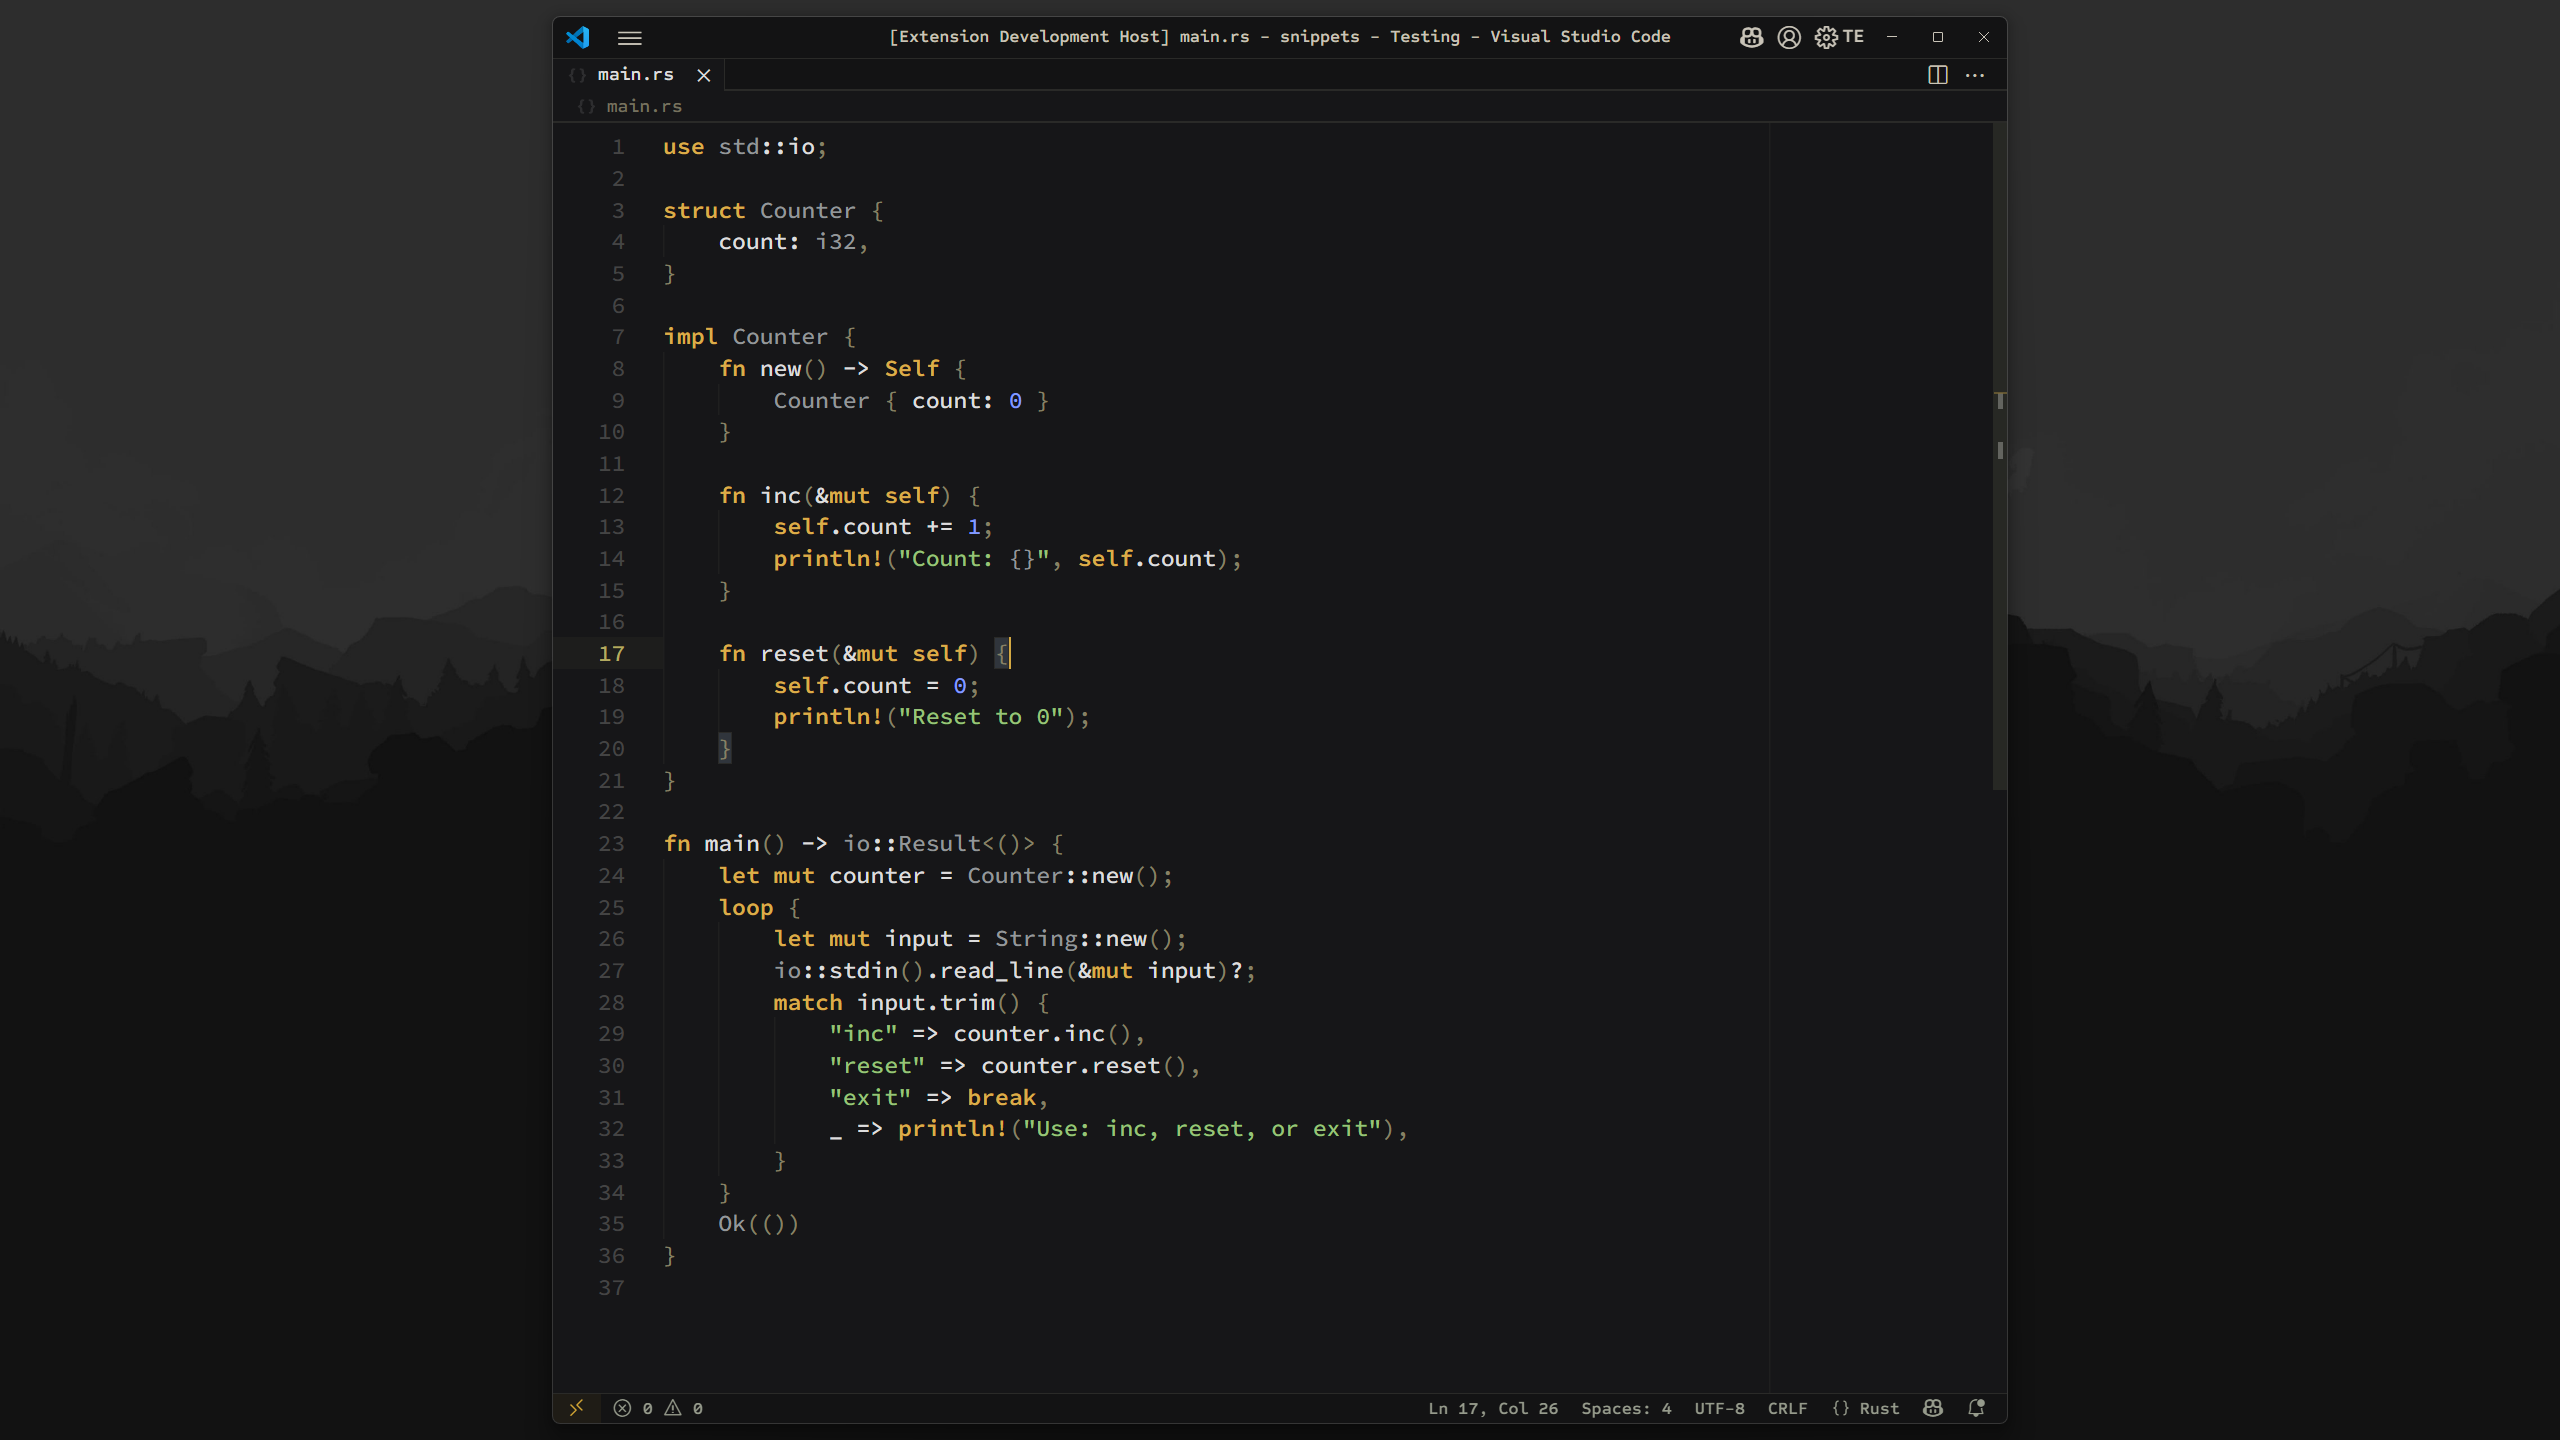 [Extension Development Host] main.rs - snippets - Testing - Visual Studio Code
TE
{} main.rs
{} main.rs
1 use std::io;
2
3 struct Counter {
4     count: i32,
5 }
6
7 impl Counter {
8     fn new() -> Self {
9         Counter { count: 0 }
10     }
11
12     fn inc(&mut self) {
13         self.count += 1;
14         println!("Count: {}", self.count);
15     }
16
17     fn reset(&mut self) {
18         self.count = 0;
19         println!("Reset to 0");
20     }
21 }
22
23 fn main() -> io::Result<()> {
24     let mut counter = Counter::new();
25     loop {
26         let mut input = String::new();
27         io::stdin().read_line(&mut input)?;
28         match input.trim() {
29             "inc" => counter.inc(),
30             "reset" => counter.reset(),
31             "exit" => break,
32             _ => println!("Use: inc, reset, or exit"),
33         }
34     }
35     Ok(())
36 }
37
0 0 Ln 17, Col 26 Spaces: 4 UTF-8 CRLF {} Rust